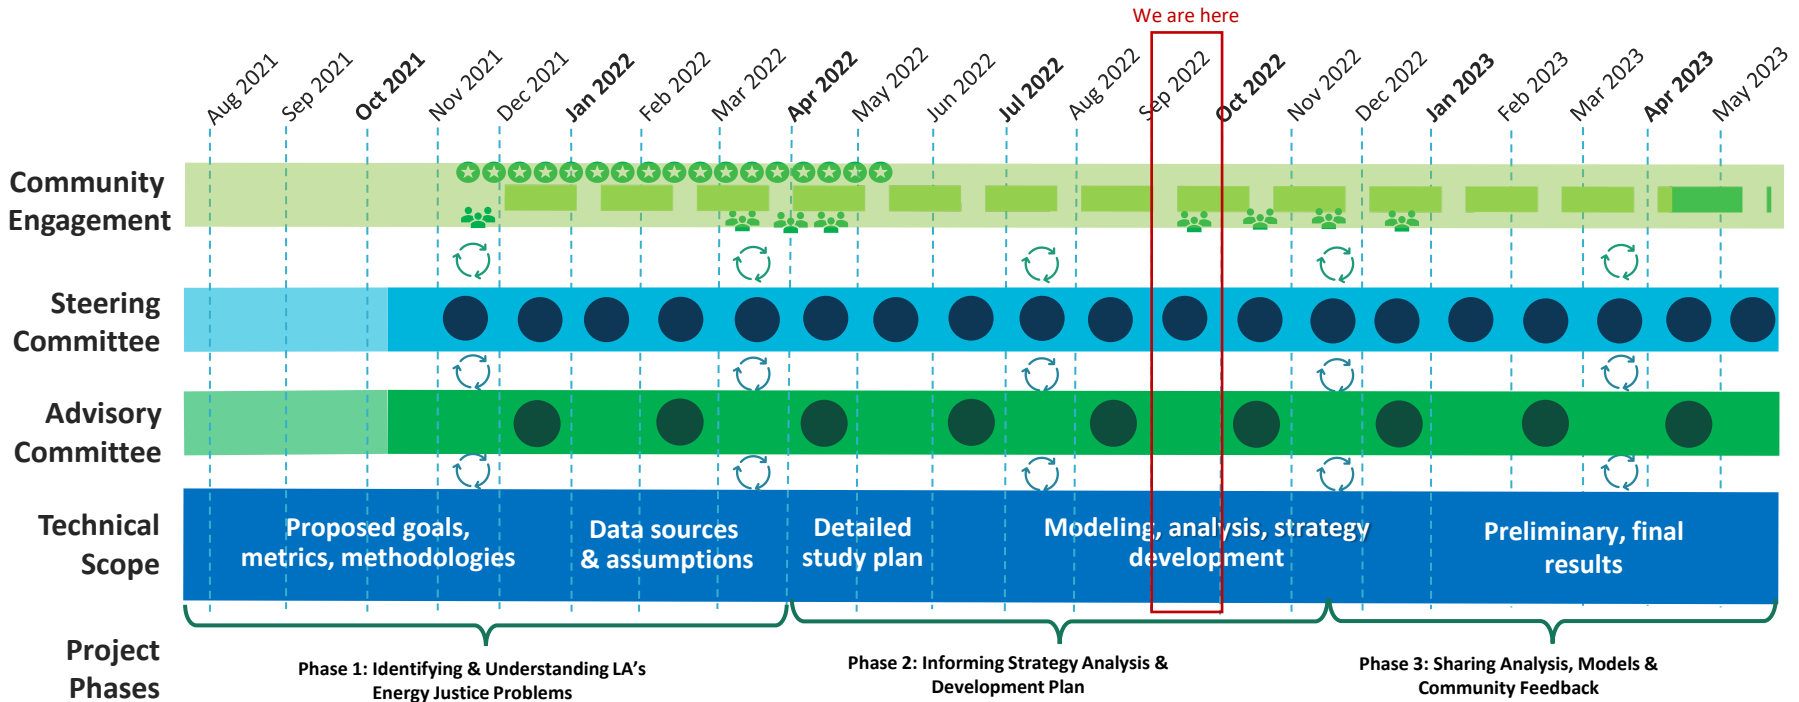 We are here
Aug 2021
Sep 2021
Oct 2021
Nov 2021
Dec 2021
Jan 2022
Feb 2022
Mar 2022
Apr 2022
May 2022
Jun 2022
Jul 2022
Aug 2022
Sep 2022
Oct 2022
Nov 2022
Dec 2022
Jan 2023
Feb 2023
Mar 2023
Apr 2023
May 2023
Community
Engagement
Steering
Committee
Advisory
Committee
Technical
Scope
Proposed goals,
metrics, methodologies
Data sources
& assumptions
Detailed
study plan
Modeling, analysis, strategy
development
Preliminary, final
results
Project
Phases
Phase 1: Identifying & Understanding LA's
Energy Justice Problems
Phase 2: Informing Strategy Analysis &
Development Plan
Phase 3: Sharing Analysis, Models &
Community Feedback